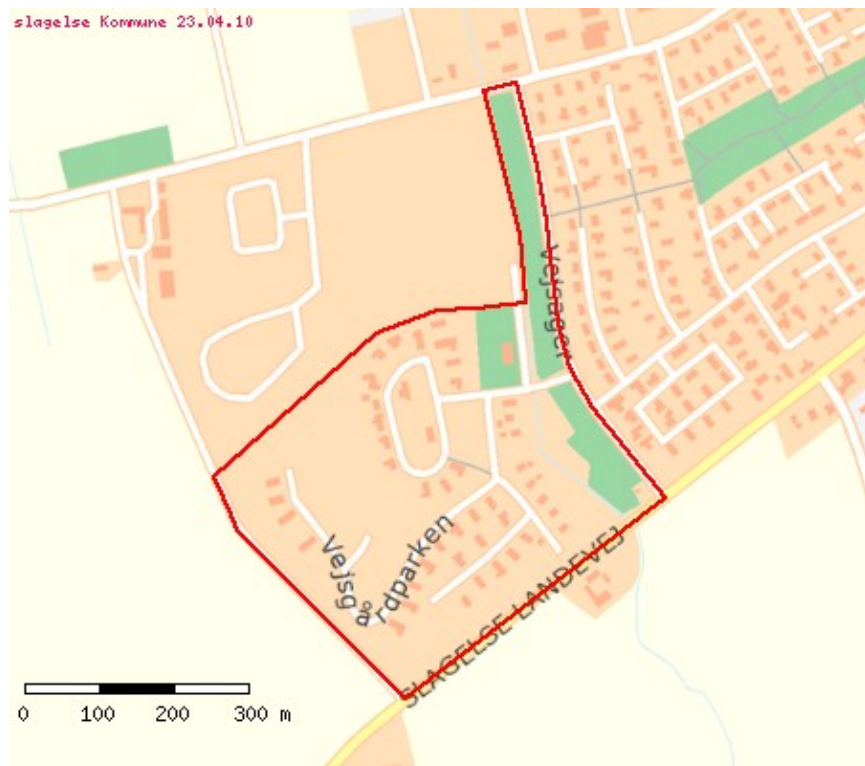 slagelse Kommune 23.04.10
Vejsager
Vejsgårdparken
SLAGELSE LANDEVEJ
0 100 200 300 m